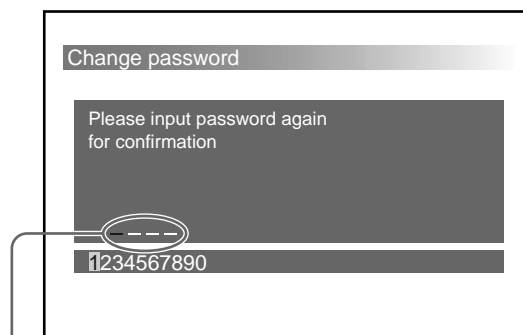 Change password
Please input password again
for confirmation
_ _ _ _
1234567890